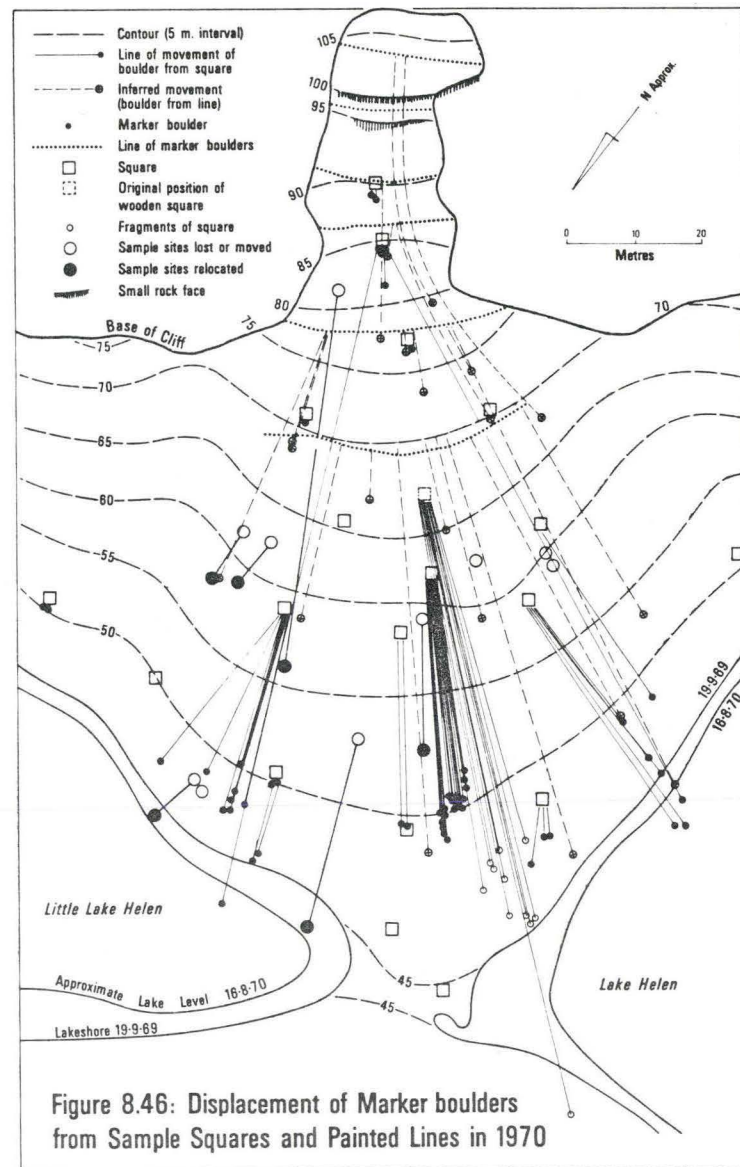 Contour (5 m. interval)
Line of movement of
boulder from square
Inferred movement
(boulder from line)
Marker boulder
Line of marker boulders
Square
Original position of
wooden square
Fragments of square
Sample sites lost or moved
Sample sites relocated
Small rock face
N Approx.
0 10 20
Metres
105
100
95
90
85
80
75
70
Base of Cliff
75
70
65
60
55
50
19·9·69
16·8·70
Little Lake Helen
Lake Helen
45
45
Approximate Lake Level 16·8·70
Lakeshore 19·9·69
Figure 8.46: Displacement of Marker boulders
from Sample Squares and Painted Lines in 1970